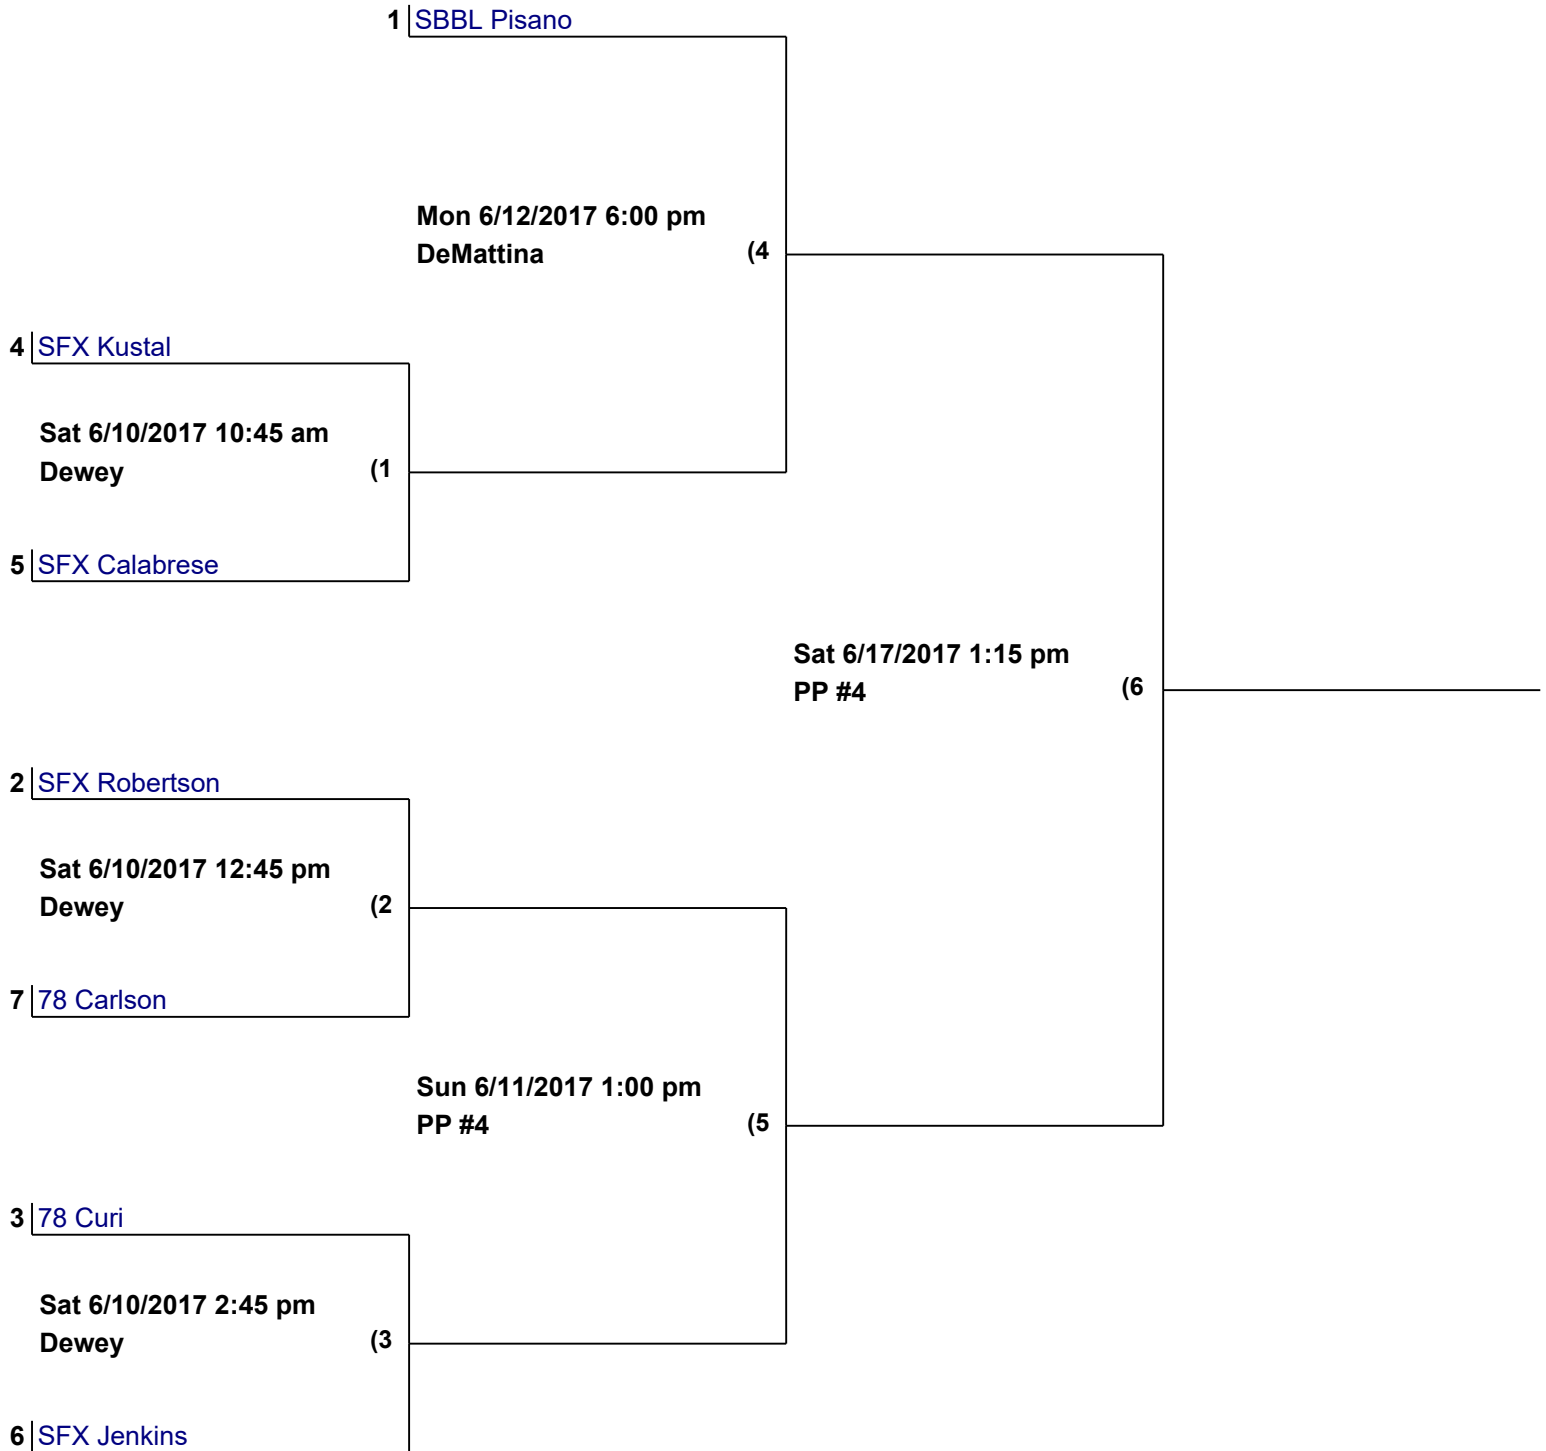 1 SBBL Pisano
Mon 6/12/2017 6:00 pm
DeMattina (4
4 SFX Kustal
Sat 6/10/2017 10:45 am
Dewey (1
5 SFX Calabrese
Sat 6/17/2017 1:15 pm
PP #4 (6
2 SFX Robertson
Sat 6/10/2017 12:45 pm
Dewey (2
7 78 Carlson
Sun 6/11/2017 1:00 pm
PP #4 (5
3 78 Curi
Sat 6/10/2017 2:45 pm
Dewey (3
6 SFX Jenkins